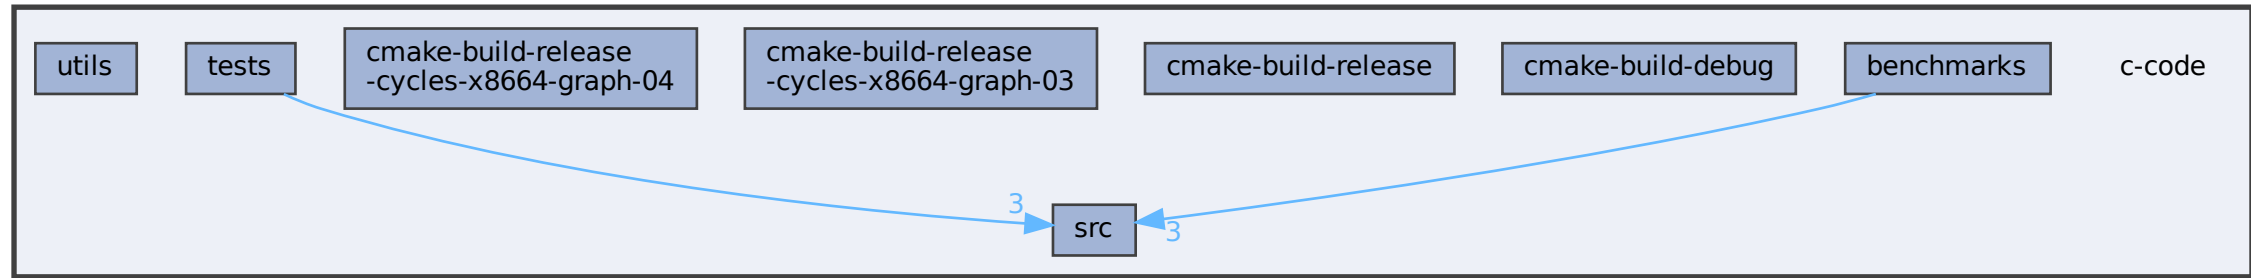 utils
tests
cmake-build-release
-cycles-x8664-graph-04
cmake-build-release
-cycles-x8664-graph-03
cmake-build-release
cmake-build-debug
benchmarks
c-code
3
src
3